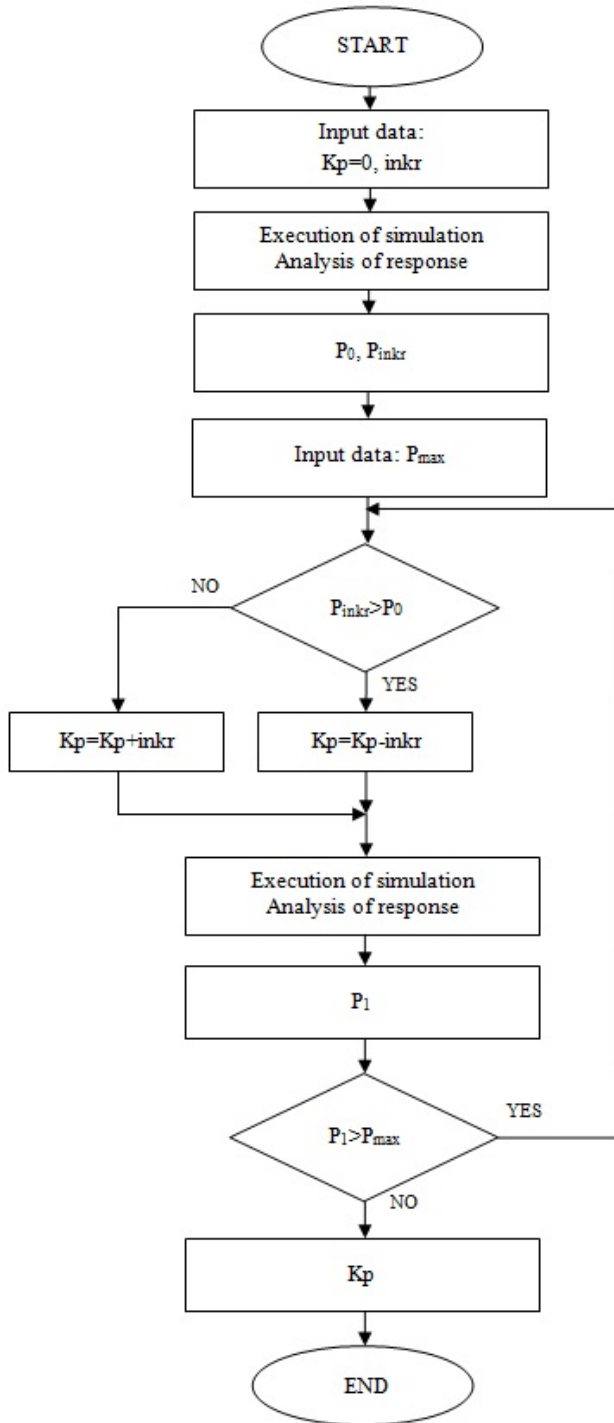 START
Input data:
Kp=0, inkr
Execution of simulation
Analysis of response
P₀, Pᵢₙₖᵣ
Input data: Pₘₐₓ
NO
Pᵢₙₖᵣ>P₀
YES
Kp=Kp+inkr
Kp=Kp-inkr
Execution of simulation
Analysis of response
P₁
P₁>Pₘₐₓ
YES
NO
Kp
END